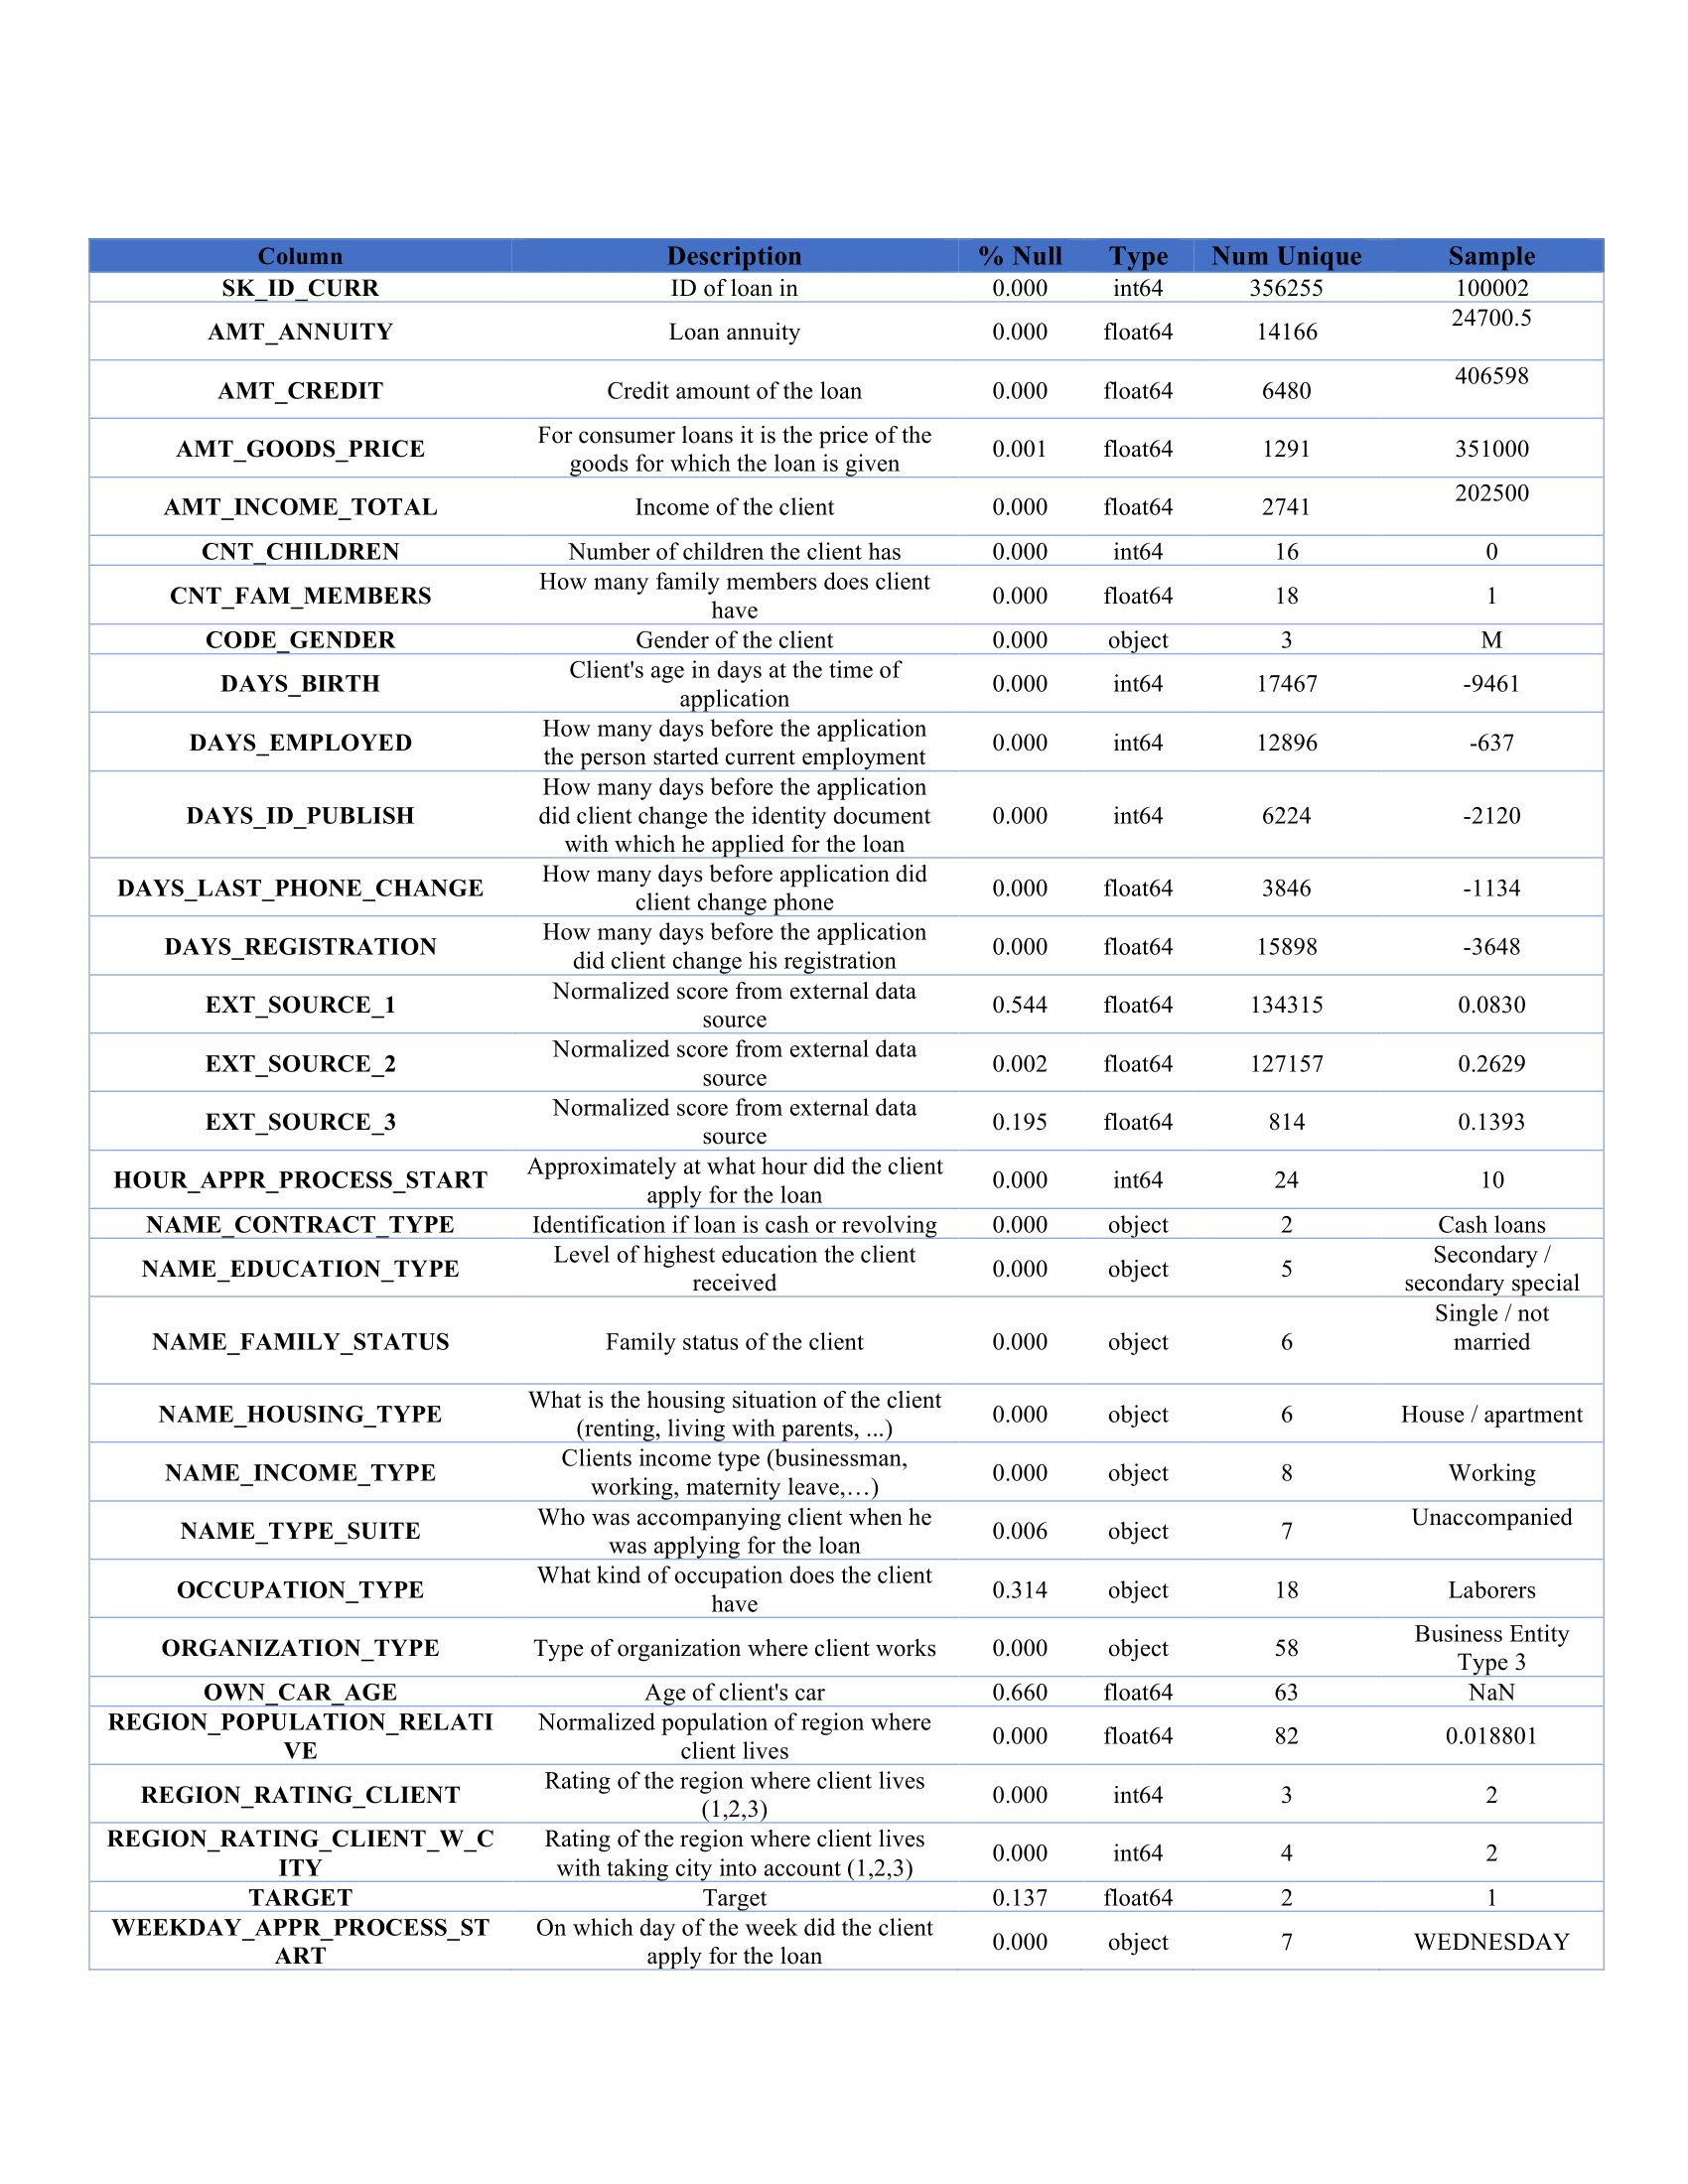 Column Description % Null Type Num Unique Sample
SK_ID_CURR ID of loan in 0.000 int64 356255 100002
AMT_ANNUITY Loan annuity 0.000 float64 14166 24700.5
AMT_CREDIT Credit amount of the loan 0.000 float64 6480 406598
AMT_GOODS_PRICE For consumer loans it is the price of the
goods for which the loan is given 0.001 float64 1291 351000
AMT_INCOME_TOTAL Income of the client 0.000 float64 2741 202500
CNT_CHILDREN Number of children the client has 0.000 int64 16 0
CNT_FAM_MEMBERS How many family members does client
have 0.000 float64 18 1
CODE_GENDER Gender of the client 0.000 object 3 M
DAYS_BIRTH Client's age in days at the time of
application 0.000 int64 17467 -9461
DAYS_EMPLOYED How many days before the application
the person started current employment 0.000 int64 12896 -637
DAYS_ID_PUBLISH How many days before the application
did client change the identity document
with which he applied for the loan 0.000 int64 6224 -2120
DAYS_LAST_PHONE_CHANGE How many days before application did
client change phone 0.000 float64 3846 -1134
DAYS_REGISTRATION How many days before the application
did client change his registration 0.000 float64 15898 -3648
EXT_SOURCE_1 Normalized score from external data
source 0.544 float64 134315 0.0830
EXT_SOURCE_2 Normalized score from external data
source 0.002 float64 127157 0.2629
EXT_SOURCE_3 Normalized score from external data
source 0.195 float64 814 0.1393
HOUR_APPR_PROCESS_START Approximately at what hour did the client
apply for the loan 0.000 int64 24 10
NAME_CONTRACT_TYPE Identification if loan is cash or revolving 0.000 object 2 Cash loans
NAME_EDUCATION_TYPE Level of highest education the client
received 0.000 object 5 Secondary /
secondary special
NAME_FAMILY_STATUS Family status of the client 0.000 object 6 Single / not
married
NAME_HOUSING_TYPE What is the housing situation of the client
(renting, living with parents, ...) 0.000 object 6 House / apartment
NAME_INCOME_TYPE Clients income type (businessman,
working, maternity leave,…) 0.000 object 8 Working
NAME_TYPE_SUITE Who was accompanying client when he
was applying for the loan 0.006 object 7 Unaccompanied
OCCUPATION_TYPE What kind of occupation does the client
have 0.314 object 18 Laborers
ORGANIZATION_TYPE Type of organization where client works 0.000 object 58 Business Entity
Type 3
OWN_CAR_AGE Age of client's car 0.660 float64 63 NaN
REGION_POPULATION_RELATI
VE Normalized population of region where
client lives 0.000 float64 82 0.018801
REGION_RATING_CLIENT Rating of the region where client lives
(1,2,3) 0.000 int64 3 2
REGION_RATING_CLIENT_W_C
ITY Rating of the region where client lives
with taking city into account (1,2,3) 0.000 int64 4 2
TARGET Target 0.137 float64 2 1
WEEKDAY_APPR_PROCESS_ST
ART On which day of the week did the client
apply for the loan 0.000 object 7 WEDNESDAY